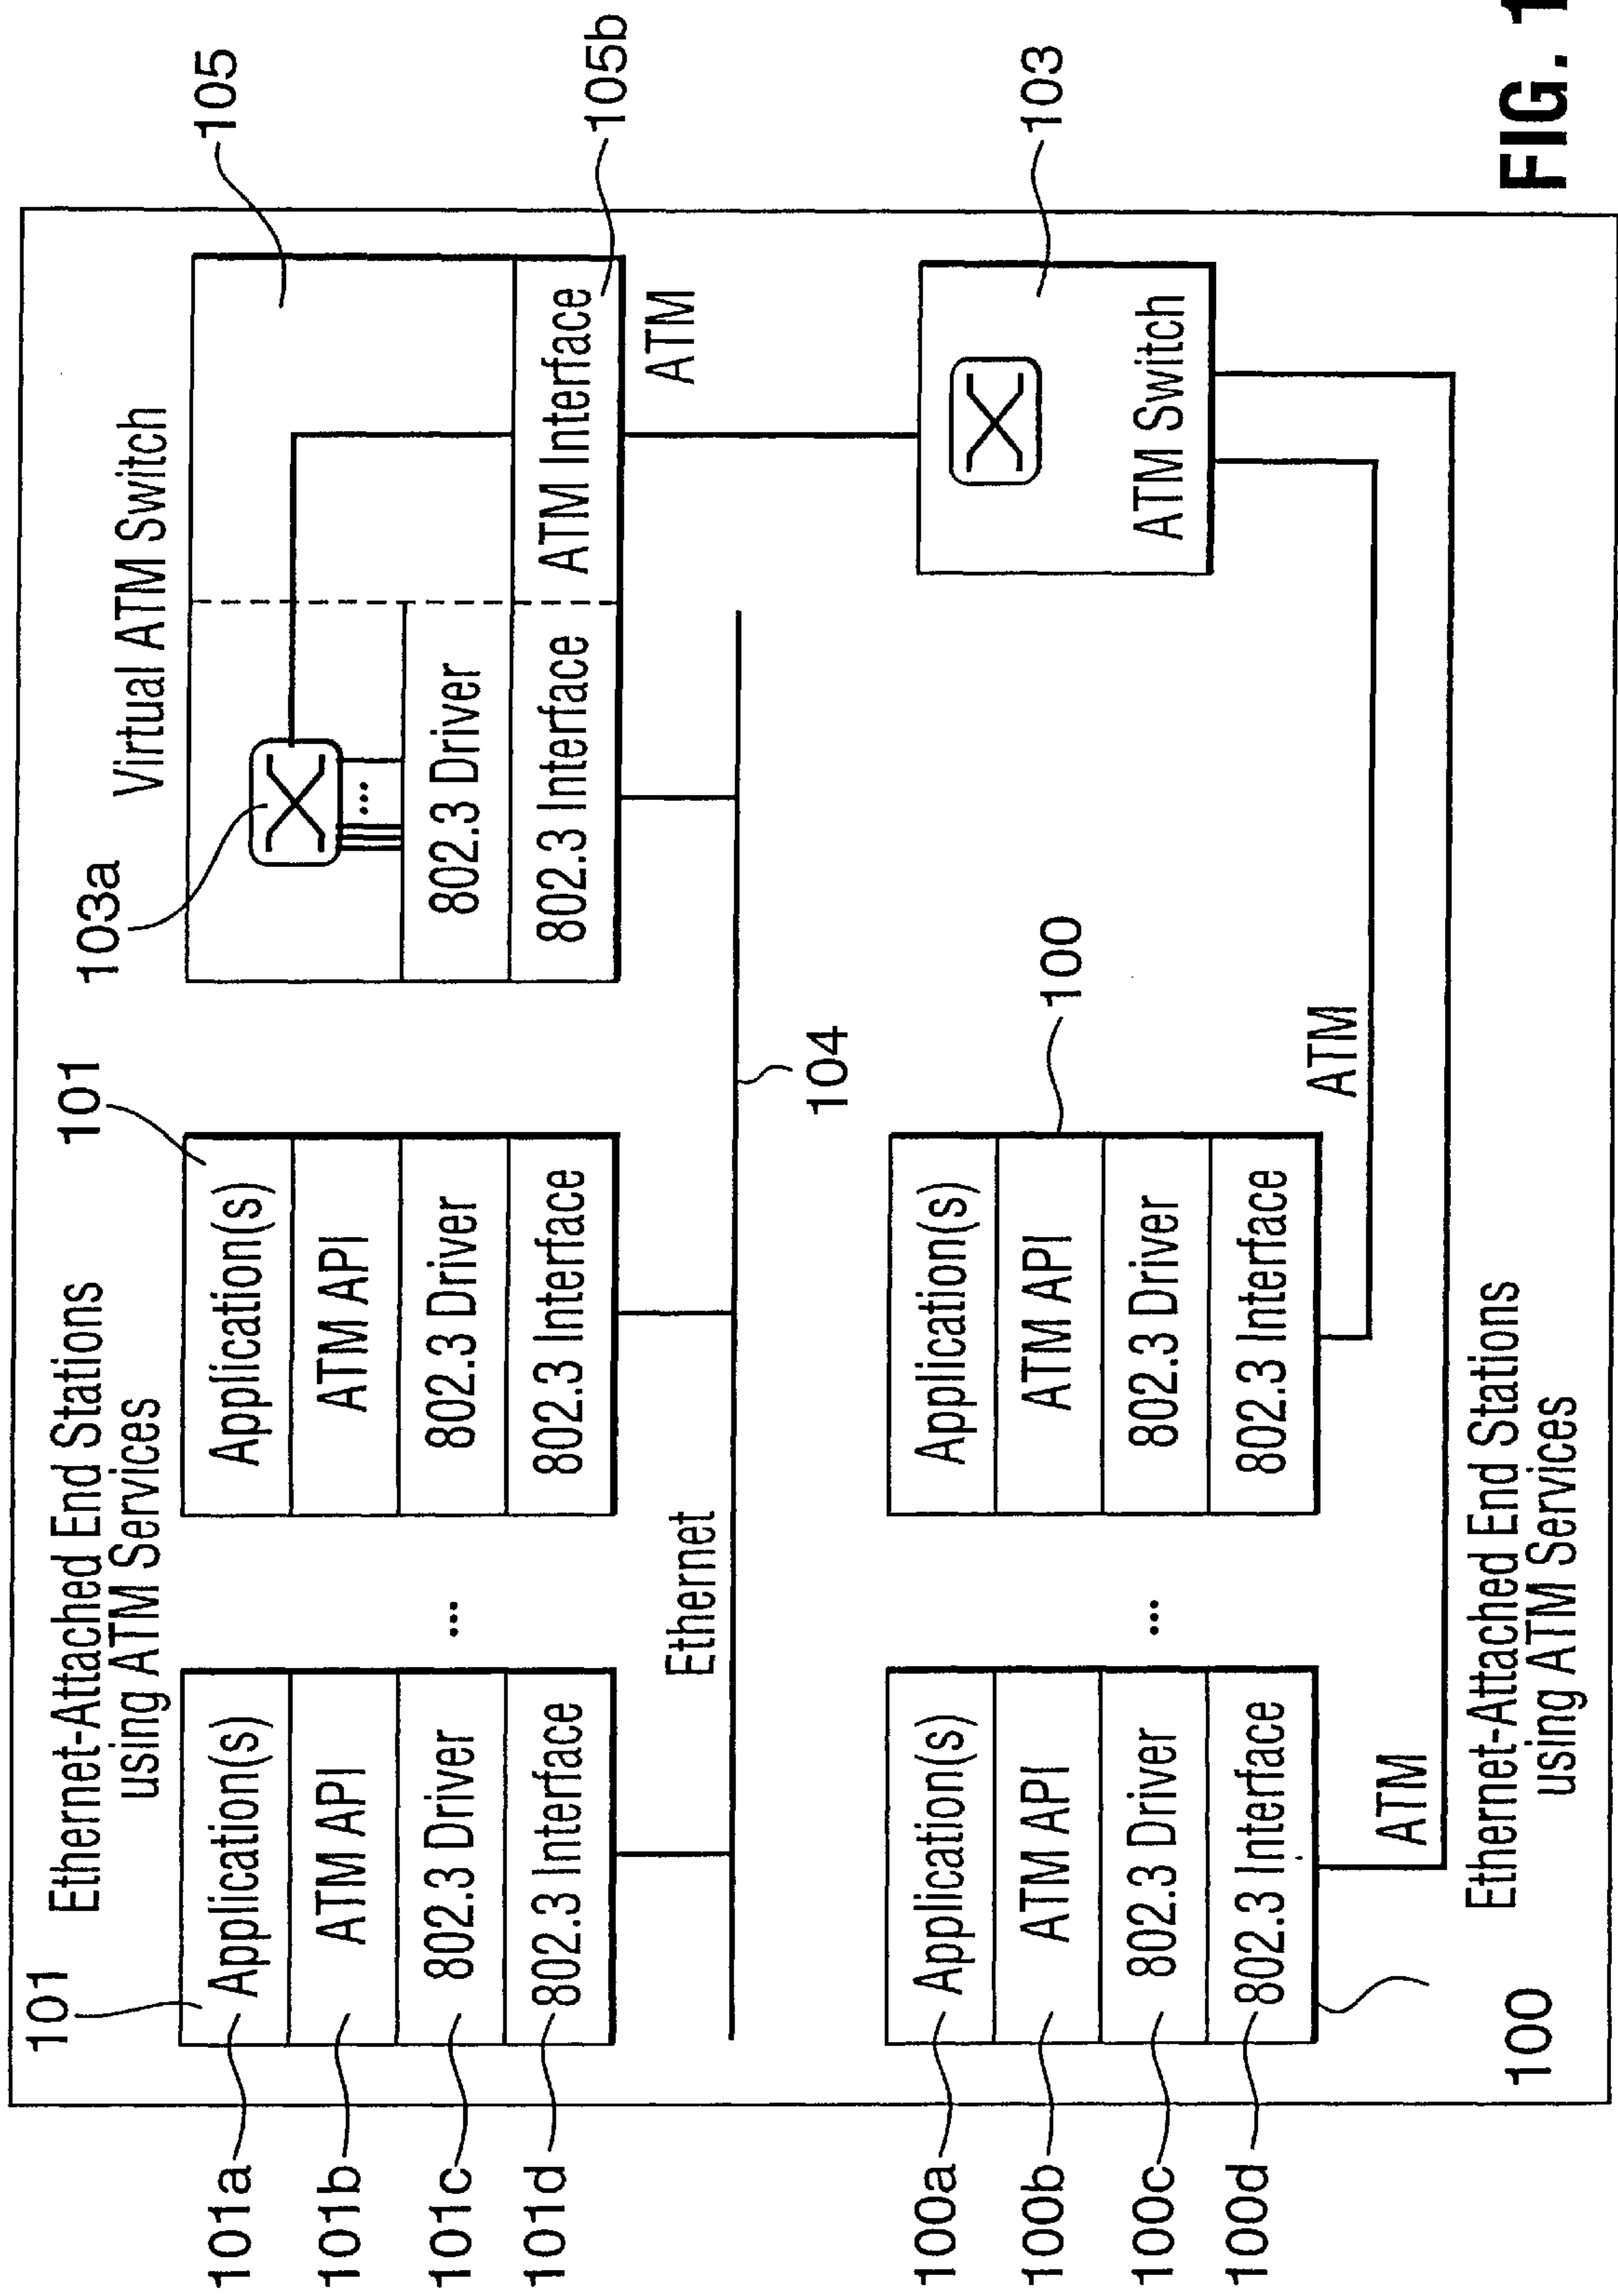 Ethernet-Attached End Stations
using ATM Services
Virtual ATM Switch
101
101
103a
105
101a
Application(s)
Application(s)
101b
ATM API
ATM API
101c
802.3 Driver
...
802.3 Driver
...
802.3 Driver
101d
802.3 Interface
802.3 Interface
802.3 Interface
ATM Interface
105b
Ethernet
104
ATM
100a
Application(s)
Application(s)
100
103
100b
ATM API
ATM API
100c
802.3 Driver
...
802.3 Driver
ATM Switch
100d
802.3 Interface
802.3 Interface
ATM
ATM
100
Ethernet-Attached End Stations
using ATM Services
FIG. 1